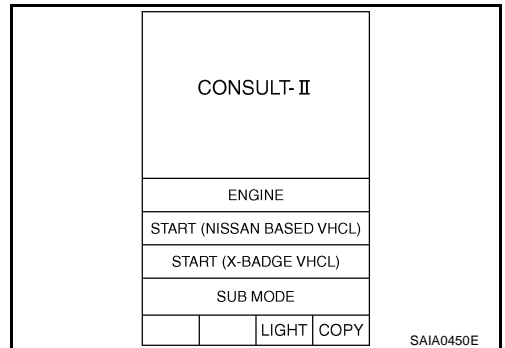 CONSULT-Ⅱ
ENGINE
START (NISSAN BASED VHCL)
START (X-BADGE VHCL)
SUB MODE
LIGHT COPY
SAIA0450E